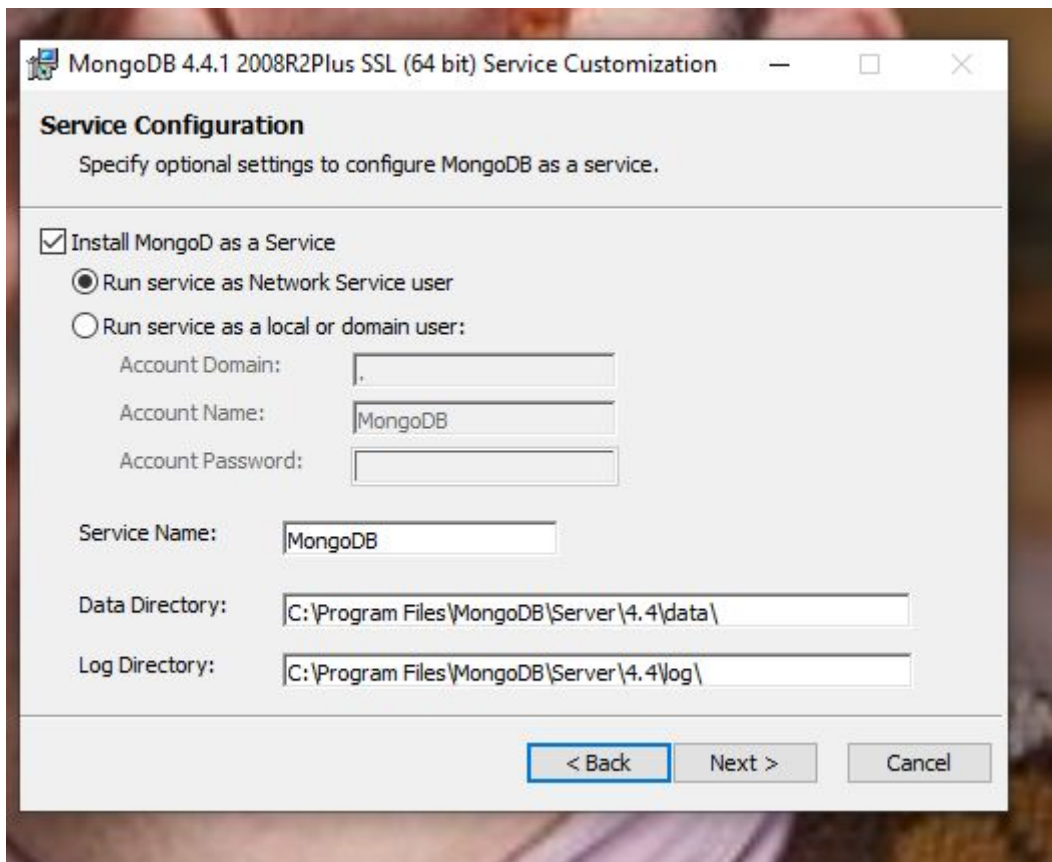 MongoDB 4.4.1 2008R2Plus SSL (64 bit) Service Customization
Service Configuration
Specify optional settings to configure MongoDB as a service.
Install MongoD as a Service
Run service as Network Service user
Run service as a local or domain user:
Account Domain: .
Account Name: MongoDB
Account Password:
Service Name: MongoDB
Data Directory: C:\Program Files\MongoDB\Server\4.4\data\
Log Directory: C:\Program Files\MongoDB\Server\4.4\log\
< Back Next > Cancel